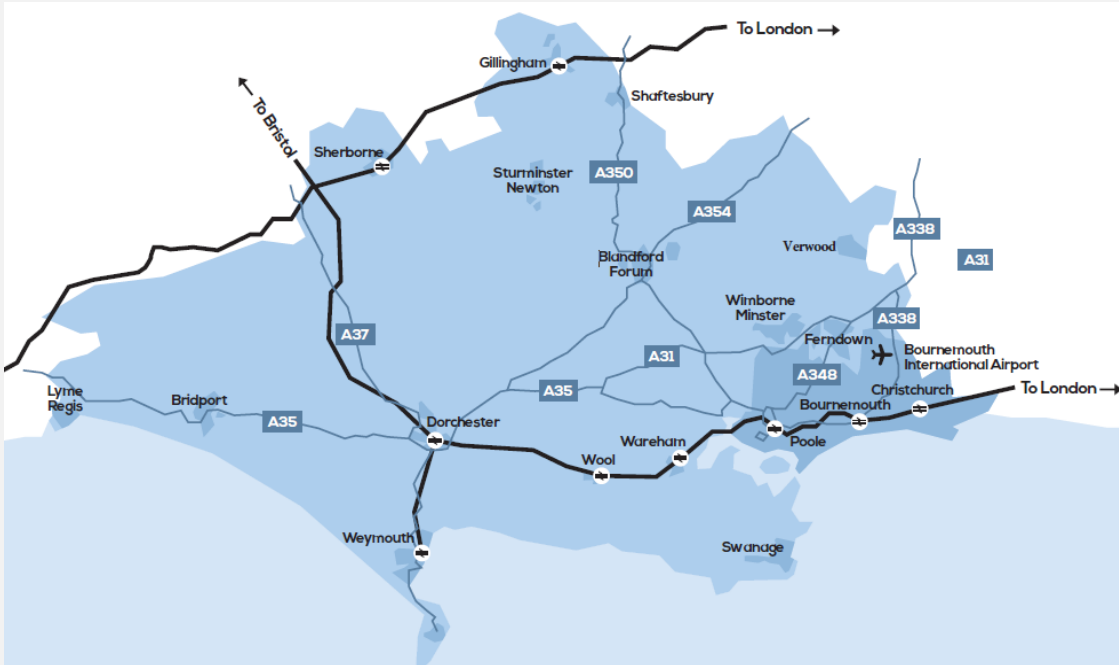 To London
Gillingham
Shaftesbury
To Bristol
Sherborne
Sturminster
Newton
A350
A354
A338
Verwood
A31
Blandford
Forum
Wimborne
Minster
A338
A37
Ferndown
A31
Bournemouth
International Airport
A348
A35
Christchurch
To London
Lyme
Regis
Bridport
Bournemouth
A35
Dorchester
Poole
Wareham
Wool
Weymouth
Swanage